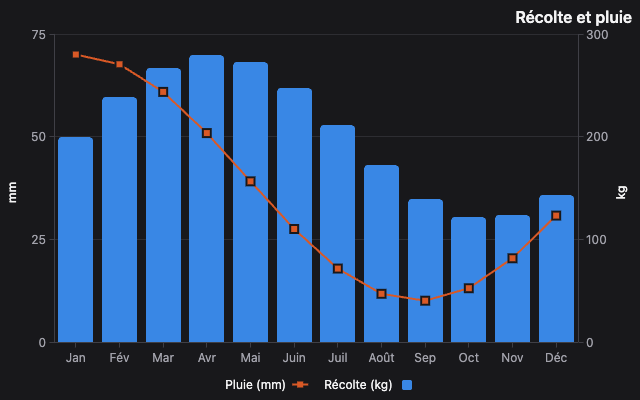 Récolte et pluie
75
50
25
0
mm
300
200
100
0
kg
Jan Fév Mar Avr Mai Juin Juil Août Sep Oct Nov Déc
Pluie (mm) Récolte (kg)